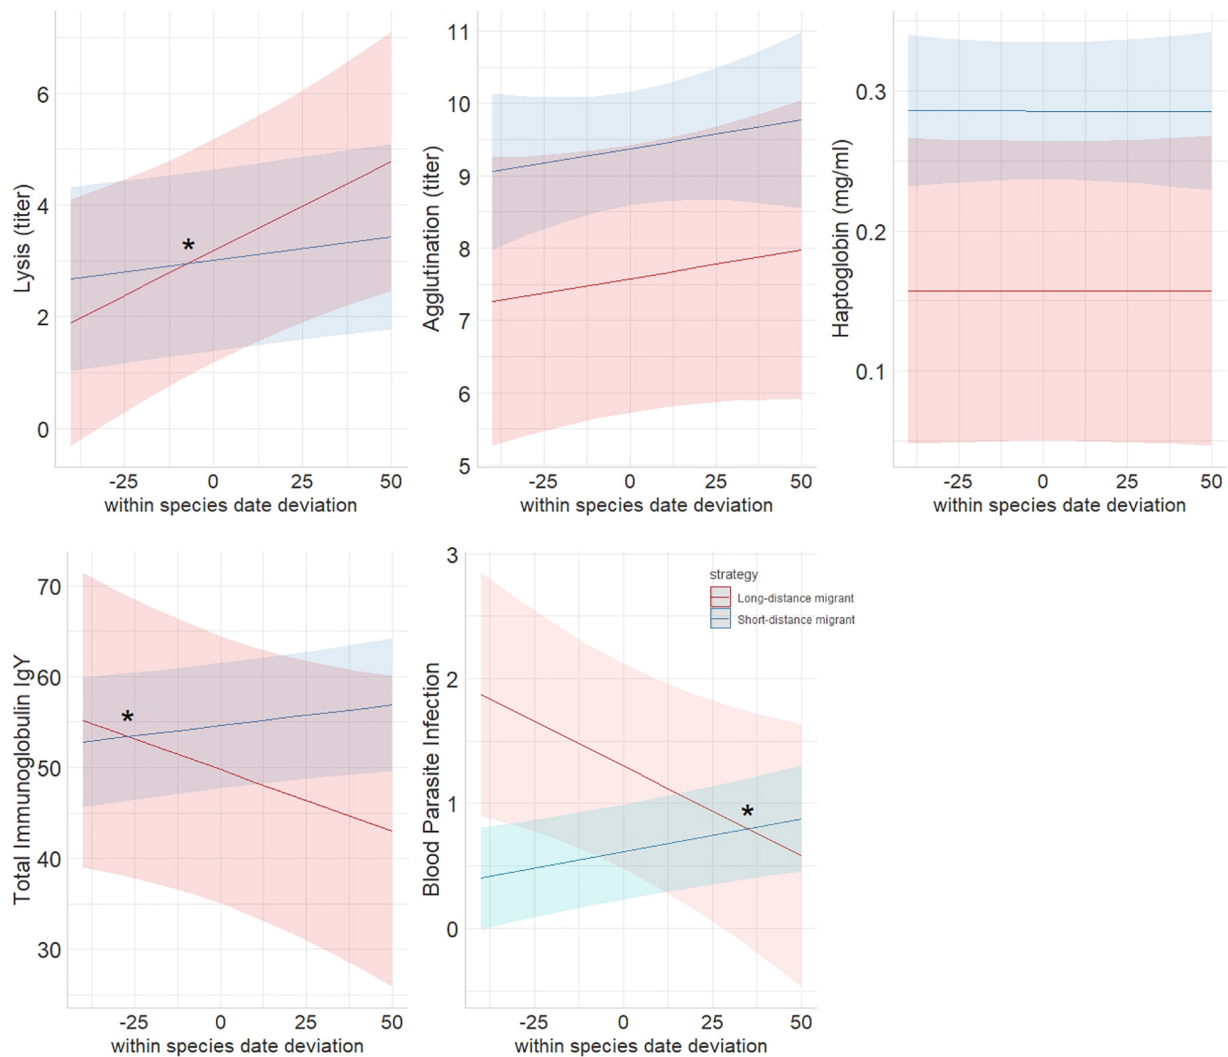 6
4
2
0
Lysis (titer)
*
-25 0 25 50
within species date deviation
11
10
9
8
7
6
5
Agglutination (titer)
-25 0 25 50
within species date deviation
0.3
0.2
0.1
Haptoglobin (mg/ml)
-25 0 25 50
within species date deviation
70
60
50
40
30
Total Immunoglobulin IgY
*
-25 0 25 50
within species date deviation
3
2
1
0
Blood Parasite Infection
strategy
Long-distance migrant
Short-distance migrant
*
-25 0 25 50
within species date deviation